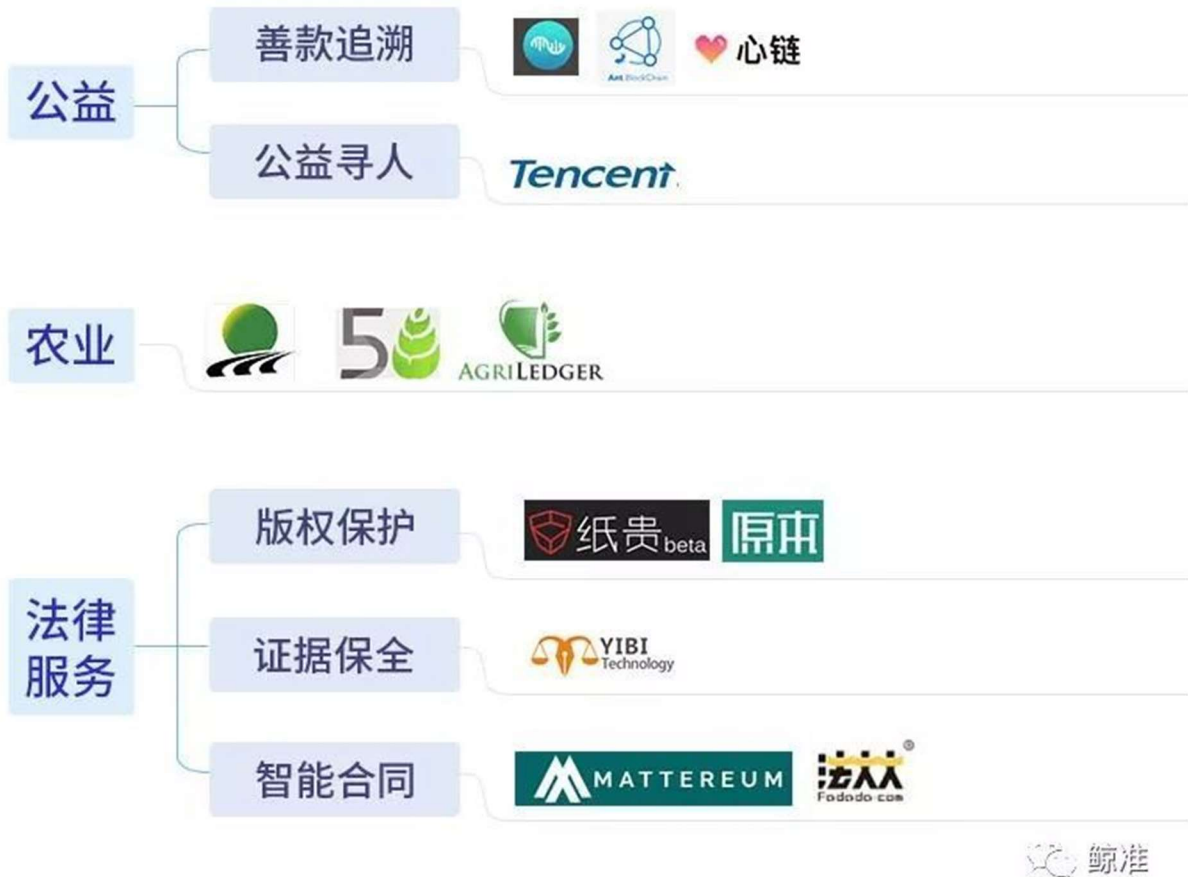 公益
善款追溯
Ant BlockChain
心链
公益寻人
Tencent
农业
50
AGRILEDGER
法律
服务
版权保护
纸贵beta
原本
证据保全
YIBI
Technology
智能合同
MATTEREUM
法大大®
Fadada.com
鲸准